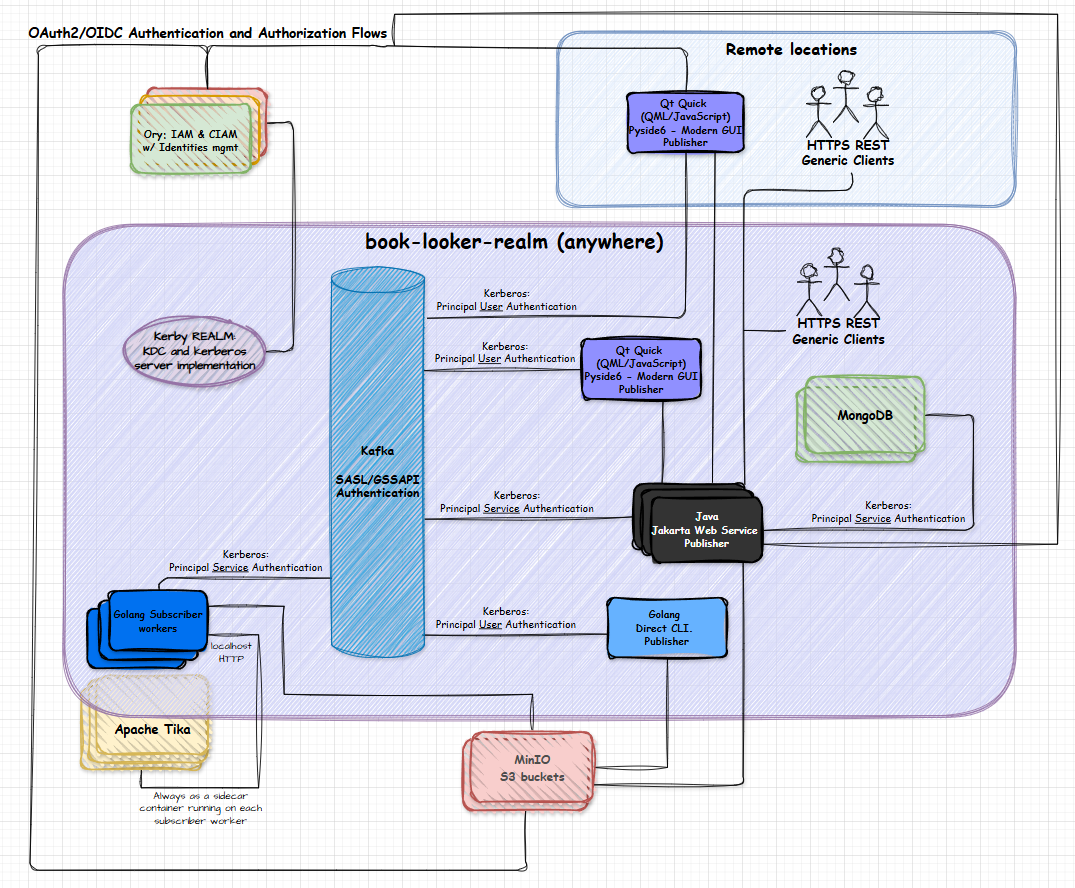 OAuth2/OIDC Authentication and Authorization Flows
Remote locations
Qt Quick
(QML/JavaScript)
Pyside6 - Modern GUI
Publisher
HTTPS REST
Generic Clients
Ory: IAM & CIAM
w/ Identities mgmt
book-looker-realm (anywhere)
Kerberos:
Principal User Authentication
HTTPS REST
Generic Clients
Kerby REALM:
KDC and Kerberos
server implementation
Kerberos:
Principal User Authentication
Qt Quick
(QML/JavaScript)
Pyside6 - Modern GUI
Publisher
MongoDB
Kafka
SASL/GSSAPI
Authentication
Kerberos:
Principal Service Authentication
Java
Jakarta Web Service
Publisher
Kerberos:
Principal Service Authentication
Kerberos:
Principal Service Authentication
Golang Subscriber
workers
localhost
HTTP
Kerberos:
Principal User Authentication
Golang
Direct CLI.
Publisher
Apache Tika
MinIO
S3 buckets
Always as a sidecar
container running on each
subscriber worker